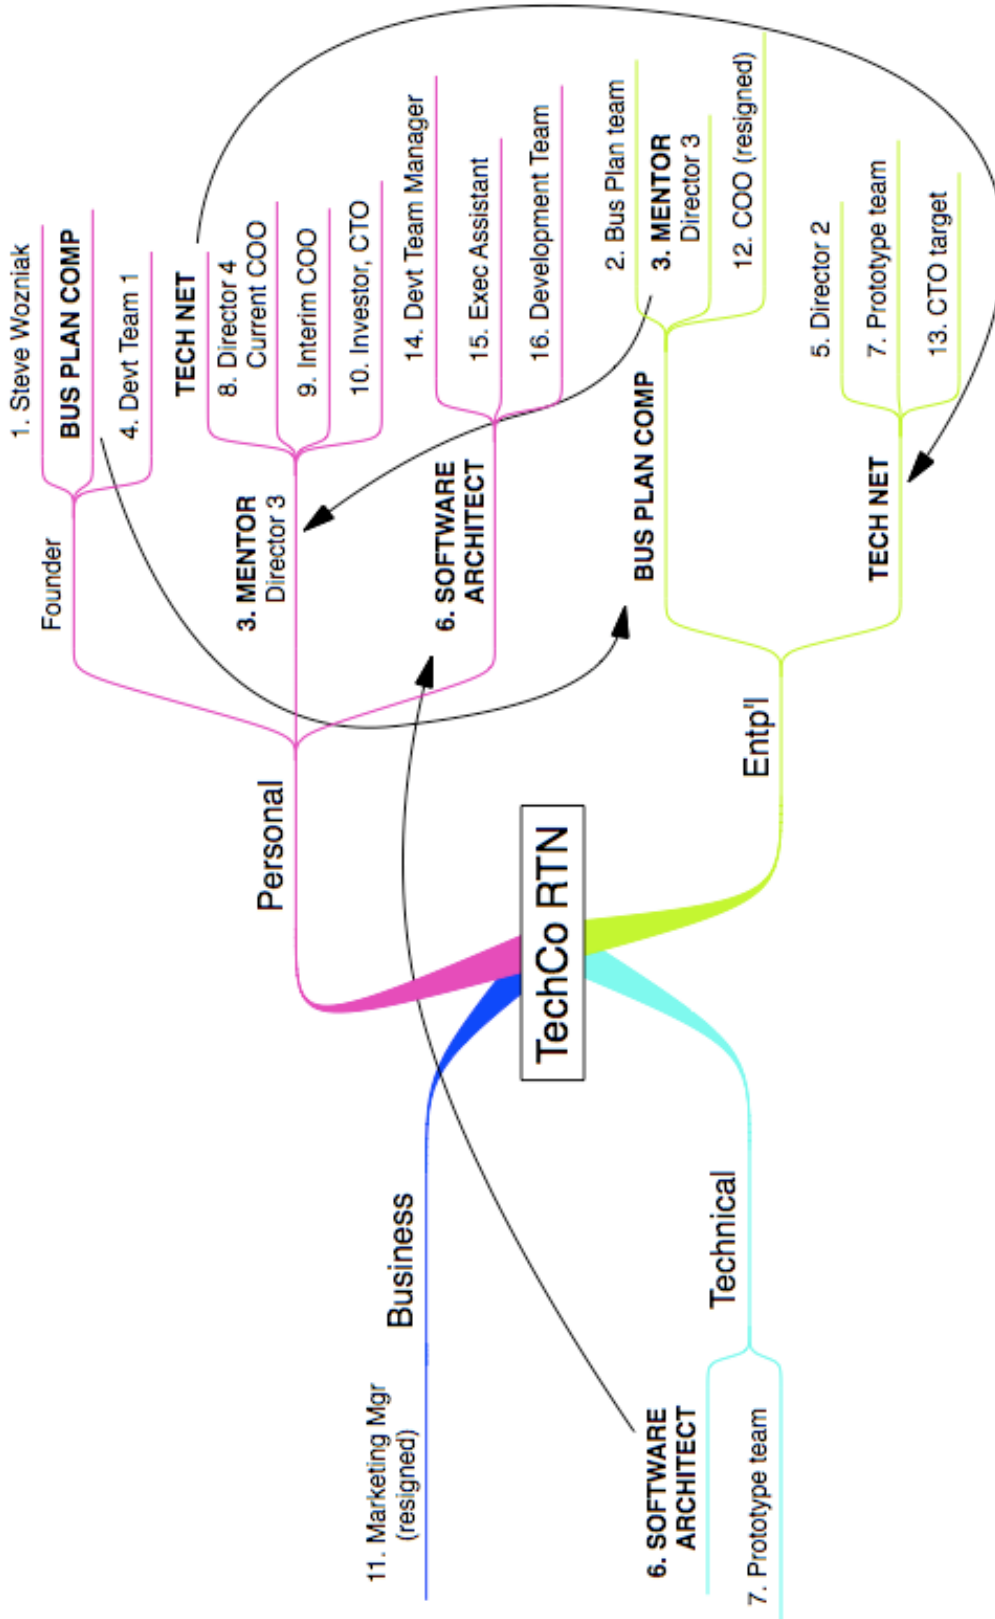 TechCo RTN
Personal
Founder
1. Steve Wozniak
BUS PLAN COMP
4. Devt Team 1
3. MENTOR
Director 3
TECH NET
8. Director 4
Current COO
9. Interim COO
10. Investor, CTO
6. SOFTWARE
ARCHITECT
14. Devt Team Manager
15. Exec Assistant
16. Development Team
Entp'l
BUS PLAN COMP
2. Bus Plan team
3. MENTOR
Director 3
12. COO (resigned)
TECH NET
5. Director 2
7. Prototype team
13. CTO target
Business
11. Marketing Mgr
(resigned)
Technical
6. SOFTWARE
ARCHITECT
7. Prototype team